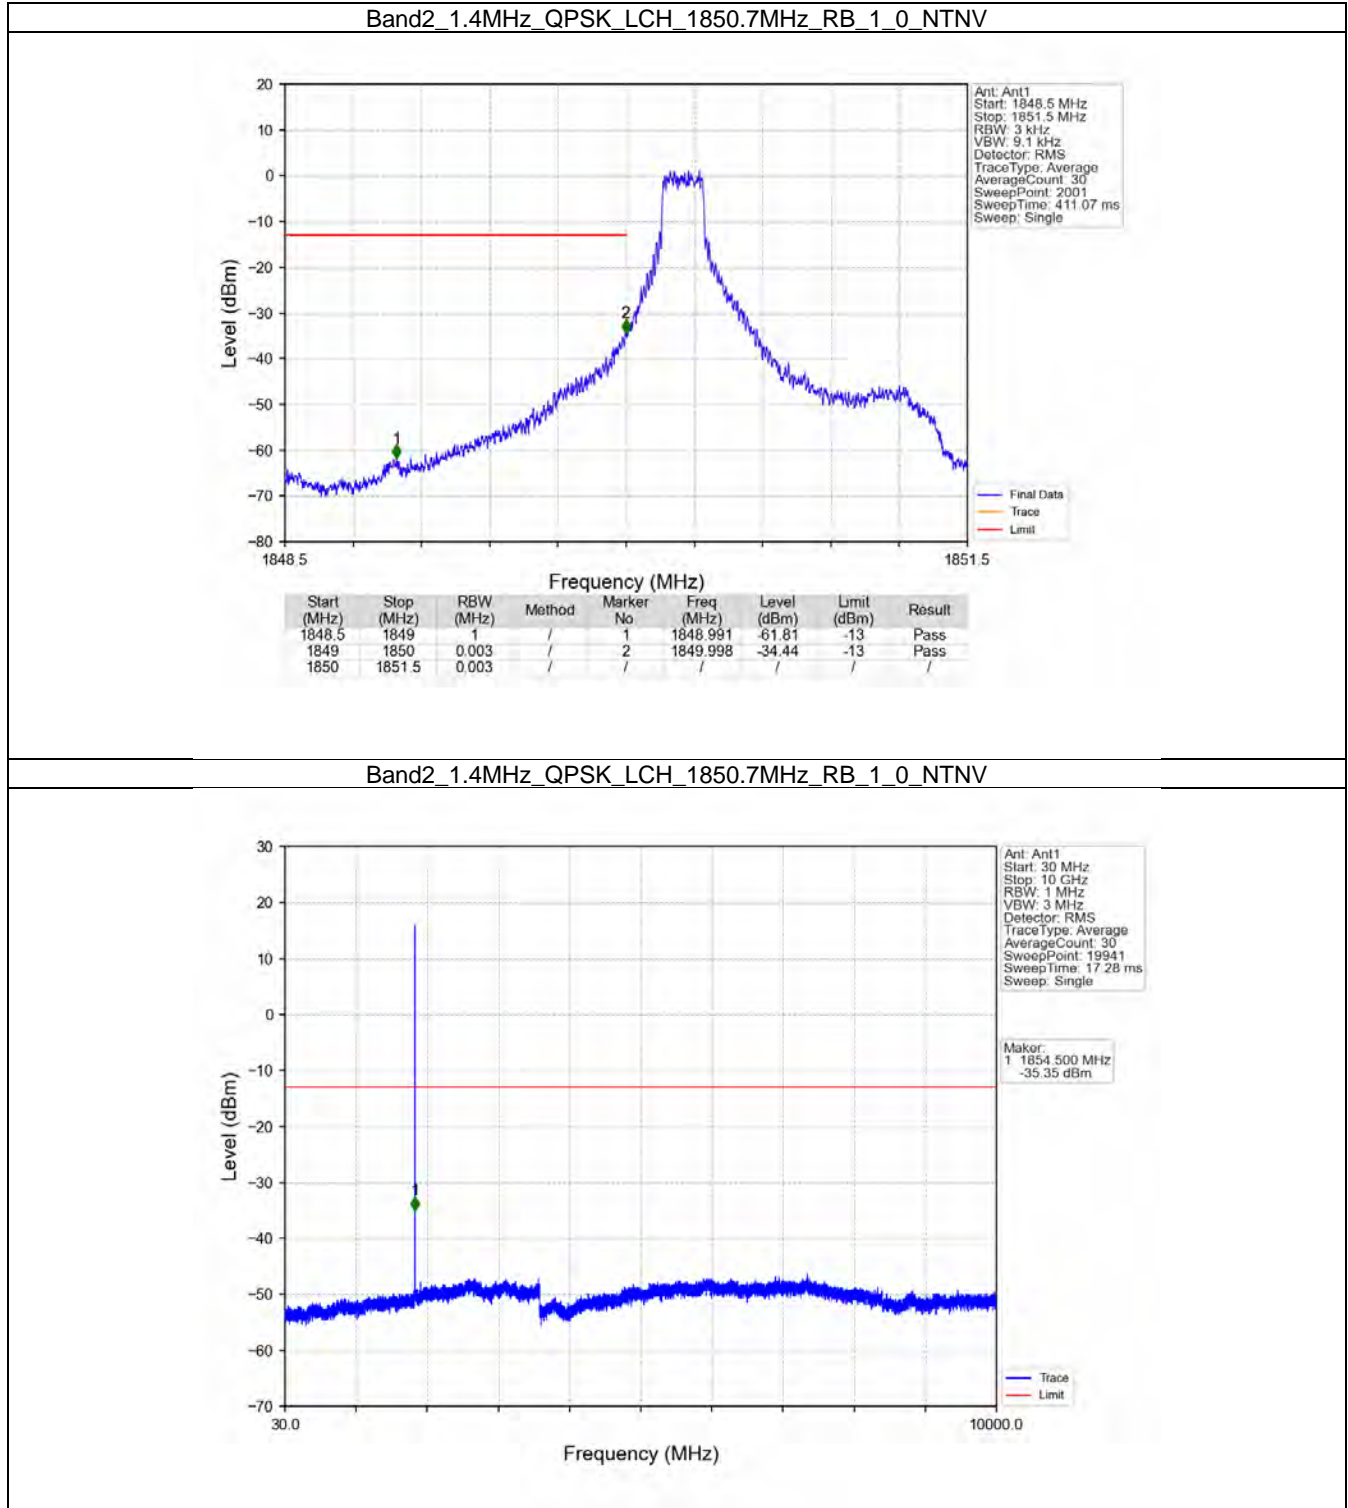 Band2_1.4MHz_QPSK_LCH_1850.7MHz_RB_1_0_NTNV
20
10
0
−10
−20
−30
−40
−50
−60
−70
−80
Level (dBm)
1
2
1848.5
1851.5
Frequency (MHz)
Ant: Ant1
Start: 1848.5 MHz
Stop: 1851.5 MHz
RBW: 3 kHz
VBW: 9.1 kHz
Detector: RMS
TraceType: Average
AverageCount: 30
SweepPoint: 2001
SweepTime: 411.07 ms
Sweep: Single
Final Data
Trace
Limit
Start (MHz) Stop (MHz) RBW (MHz) Method Marker No Freq (MHz) Level (dBm) Limit (dBm) Result
1848.5 1849 1 / 1 1848.991 -61.81 -13 Pass
1849 1850 0.003 / 2 1849.998 -34.44 -13 Pass
1850 1851.5 0.003 / / / / / /
Band2_1.4MHz_QPSK_LCH_1850.7MHz_RB_1_0_NTNV
30
20
10
0
−10
−20
−30
−40
−50
−60
−70
Level (dBm)
1
30.0
10000.0
Frequency (MHz)
Ant: Ant1
Start: 30 MHz
Stop: 10 GHz
RBW: 1 MHz
VBW: 3 MHz
Detector: RMS
TraceType: Average
AverageCount: 30
SweepPoint: 19941
SweepTime: 17.28 ms
Sweep: Single
Maker:
1 1854.500 MHz
-35.35 dBm
Trace
Limit